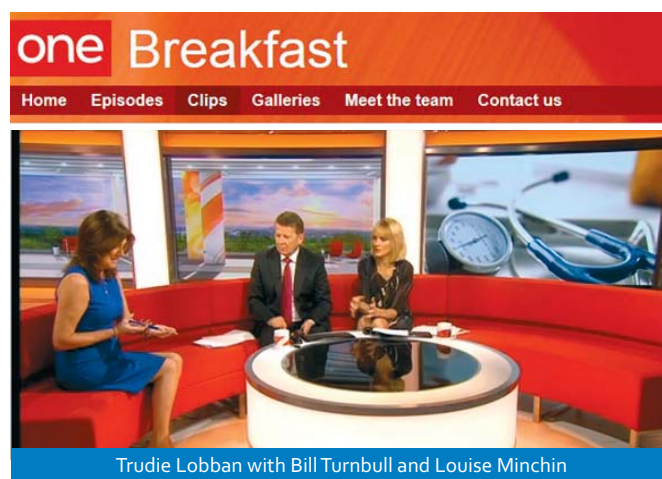 one Breakfast
Home Episodes Clips Galleries Meet the team Contact us
Trudie Lobban with Bill Turnbull and Louise Minchin